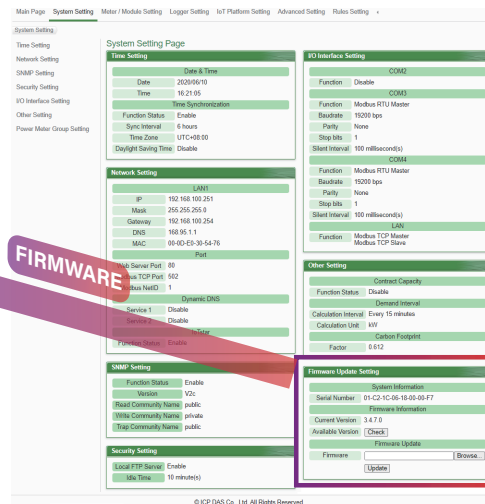 Main Page System Setting Meter / Module Setting Logger Setting IoT Platform Setting Advanced Setting Rules Setting
System Setting
Time Setting
Network Setting
SNMP Setting
Security Setting
I/O Interface Setting
Other Setting
Power Meter Group Setting
System Setting Page
Time Setting
Date & Time
Date 2020/06/10
Time 16:21:05
Time Synchronization
Function Status Enable
Sync Interval 6 hours
Time Zone UTC+08:00
Daylight Saving Time Disable
Network Setting
LAN1
IP 192.168.100.251
Mask 255.255.255.0
Gateway 192.168.100.254
DNS 168.95.1.1
MAC 00-0D-E0-30-54-76
Port
Web Server Port 80
Modbus TCP Port 502
Modbus NetID 1
Dynamic DNS
Service 1 Disable
Service 2 Disable
Function Status Enable
FIRMWARE
SNMP Setting
Function Status Enable
Version V2c
Read Community Name public
Write Community Name private
Trap Community Name public
Security Setting
Local FTP Server Enable
Idle Time 10 minute(s)
I/O Interface Setting
COM2
Function Disable
COM3
Function Modbus RTU Master
Baudrate 19200 bps
Parity None
Stop bits 1
Silent Interval 100 millisecond(s)
COM4
Function Modbus RTU Master
Baudrate 19200 bps
Parity None
Stop bits 1
Silent Interval 100 millisecond(s)
LAN
Function Modbus TCP Master
Modbus TCP Slave
Other Setting
Contract Capacity
Function Status Disable
Demand Interval
Calculation Interval Every 15 minutes
Calculation Unit kW
Carbon Footprint
Factor 0.612
Firmware Update Setting
System Information
Serial Number 01-C2-1C-06-18-00-00-F7
Firmware Information
Current Version 3.4.7.0
Available Version Check
Firmware Update
Firmware Browse...
Update
© ICP DAS Co., Ltd. All Rights Reserved